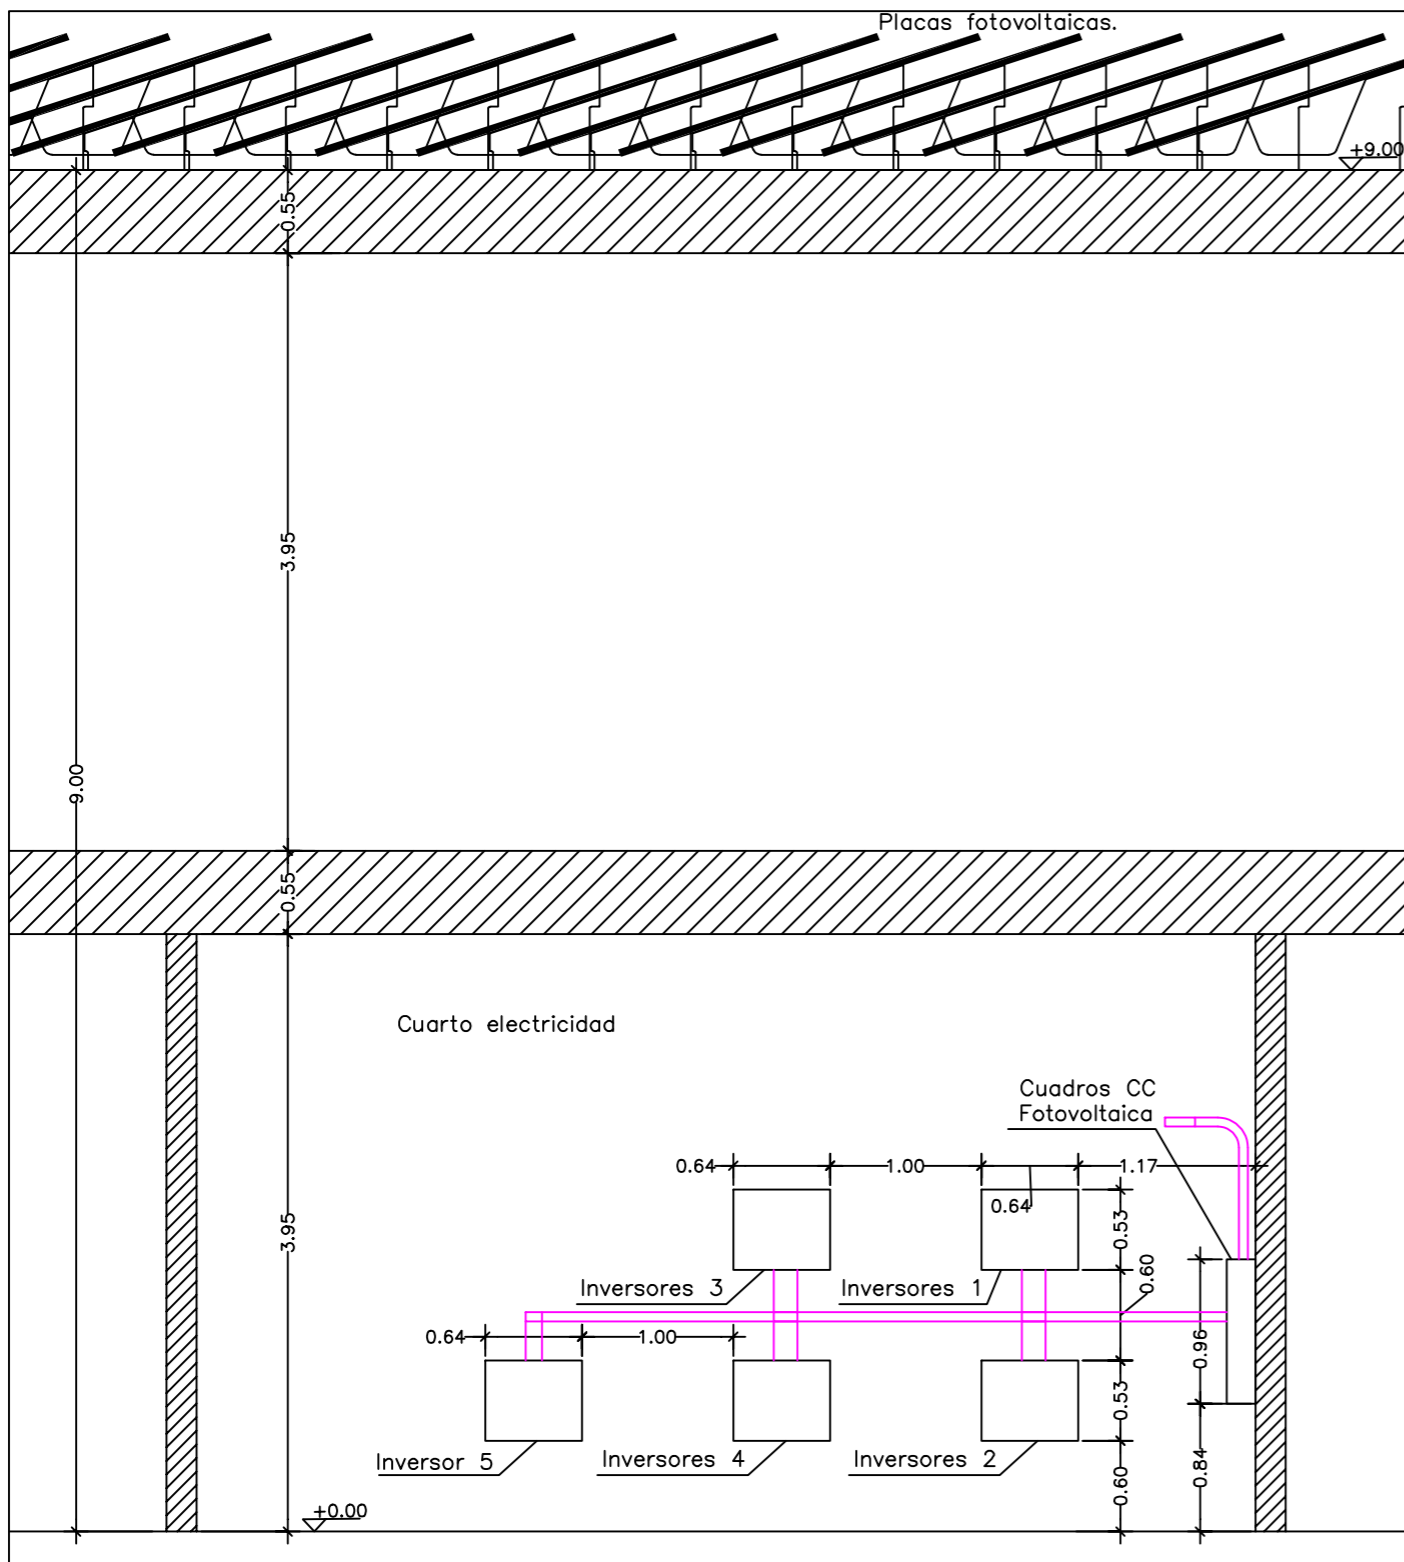 Placas fotovoltaicas.
+9.00
0.55
3.95
9.00
0.55
Cuarto electricidad
Cuadros CC
Fotovoltaica
0.64
1.00
1.17
0.64
0.53
3.95
0.60
Inversores 3
Inversores 1
0.64
1.00
0.96
0.53
Inversor 5
Inversores 4
Inversores 2
0.84
0.60
+0.00